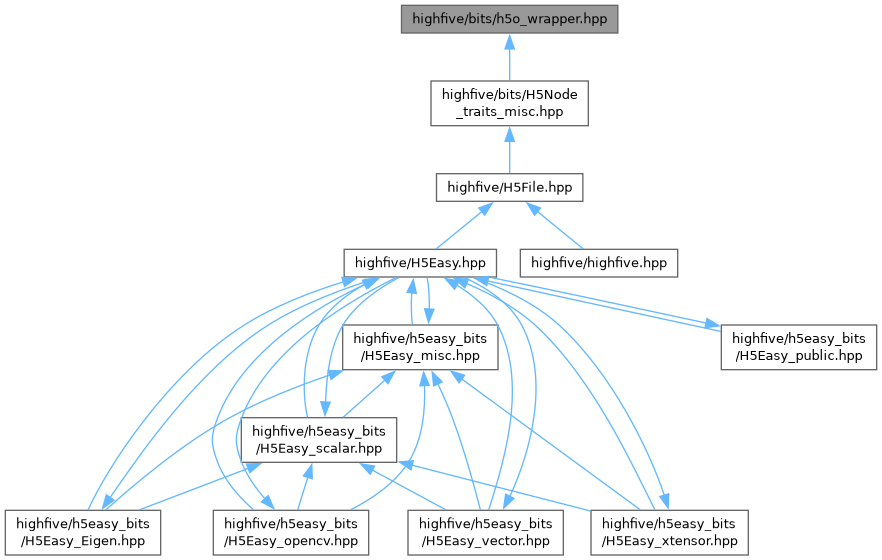 highfive/bits/h5o_wrapper.hpp
highfive/bits/H5Node
_traits_misc.hpp
highfive/H5File.hpp
highfive/H5Easy.hpp
highfive/highfive.hpp
highfive/h5easy_bits
/H5Easy_misc.hpp
highfive/h5easy_bits
/H5Easy_public.hpp
highfive/h5easy_bits
/H5Easy_scalar.hpp
highfive/h5easy_bits
/H5Easy_Eigen.hpp
highfive/h5easy_bits
/H5Easy_opencv.hpp
highfive/h5easy_bits
/H5Easy_vector.hpp
highfive/h5easy_bits
/H5Easy_xtensor.hpp